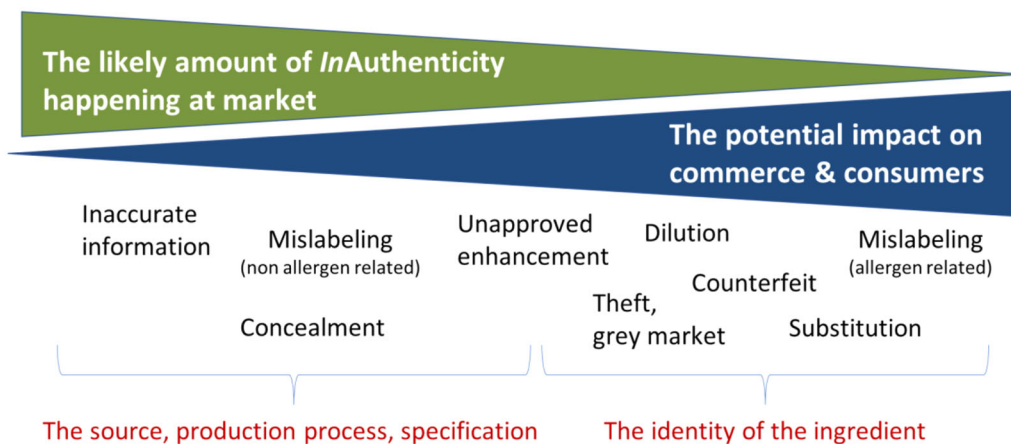 The likely amount of InAuthenticity
happening at market
The potential impact on
commerce & consumers
Inaccurate
information
Mislabeling
(non allergen related)
Concealment
Unapproved
enhancement
Dilution
Counterfeit
Theft,
grey market
Substitution
Mislabeling
(allergen related)
The source, production process, specification
The identity of the ingredient